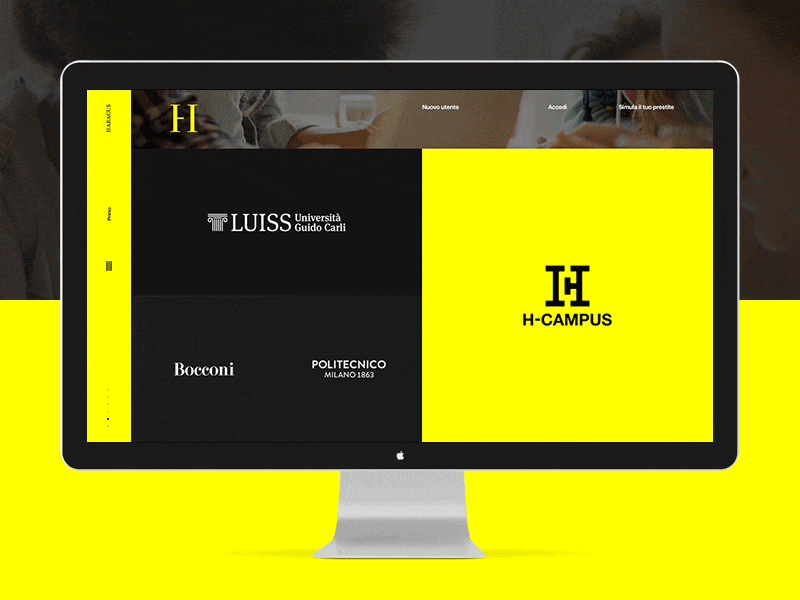 HABACUS
Primo
H
Nuovo utente
Accedi
Simula il tuo prestito
LUISS Università
Guido Carli
Bocconi
POLITECNICO
MILANO 1863
H-CAMPUS